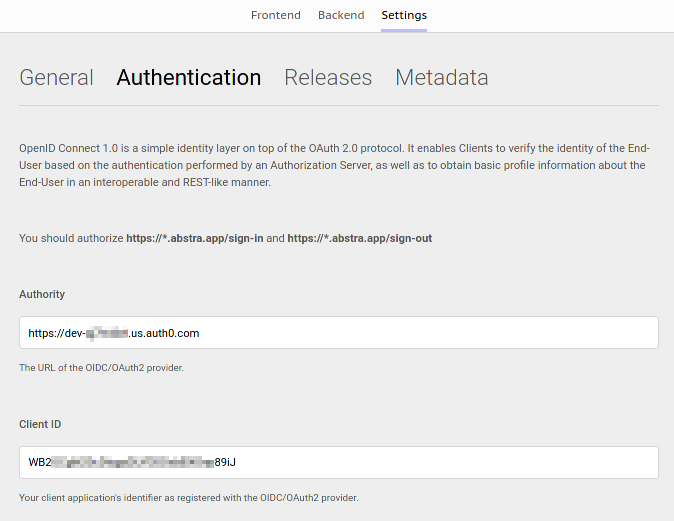 Frontend Backend Settings
General Authentication Releases Metadata
OpenID Connect 1.0 is a simple identity layer on top of the OAuth 2.0 protocol. It enables Clients to verify the identity of the End-
User based on the authentication performed by an Authorization Server, as well as to obtain basic profile information about the
End-User in an interoperable and REST-like manner.
You should authorize https://*.abstra.app/sign-in and https://*.abstra.app/sign-out
Authority
https://dev- .us.auth0.com
The URL of the OIDC/OAuth2 provider.
Client ID
WB2 89iJ
Your client application's identifier as registered with the OIDC/OAuth2 provider.